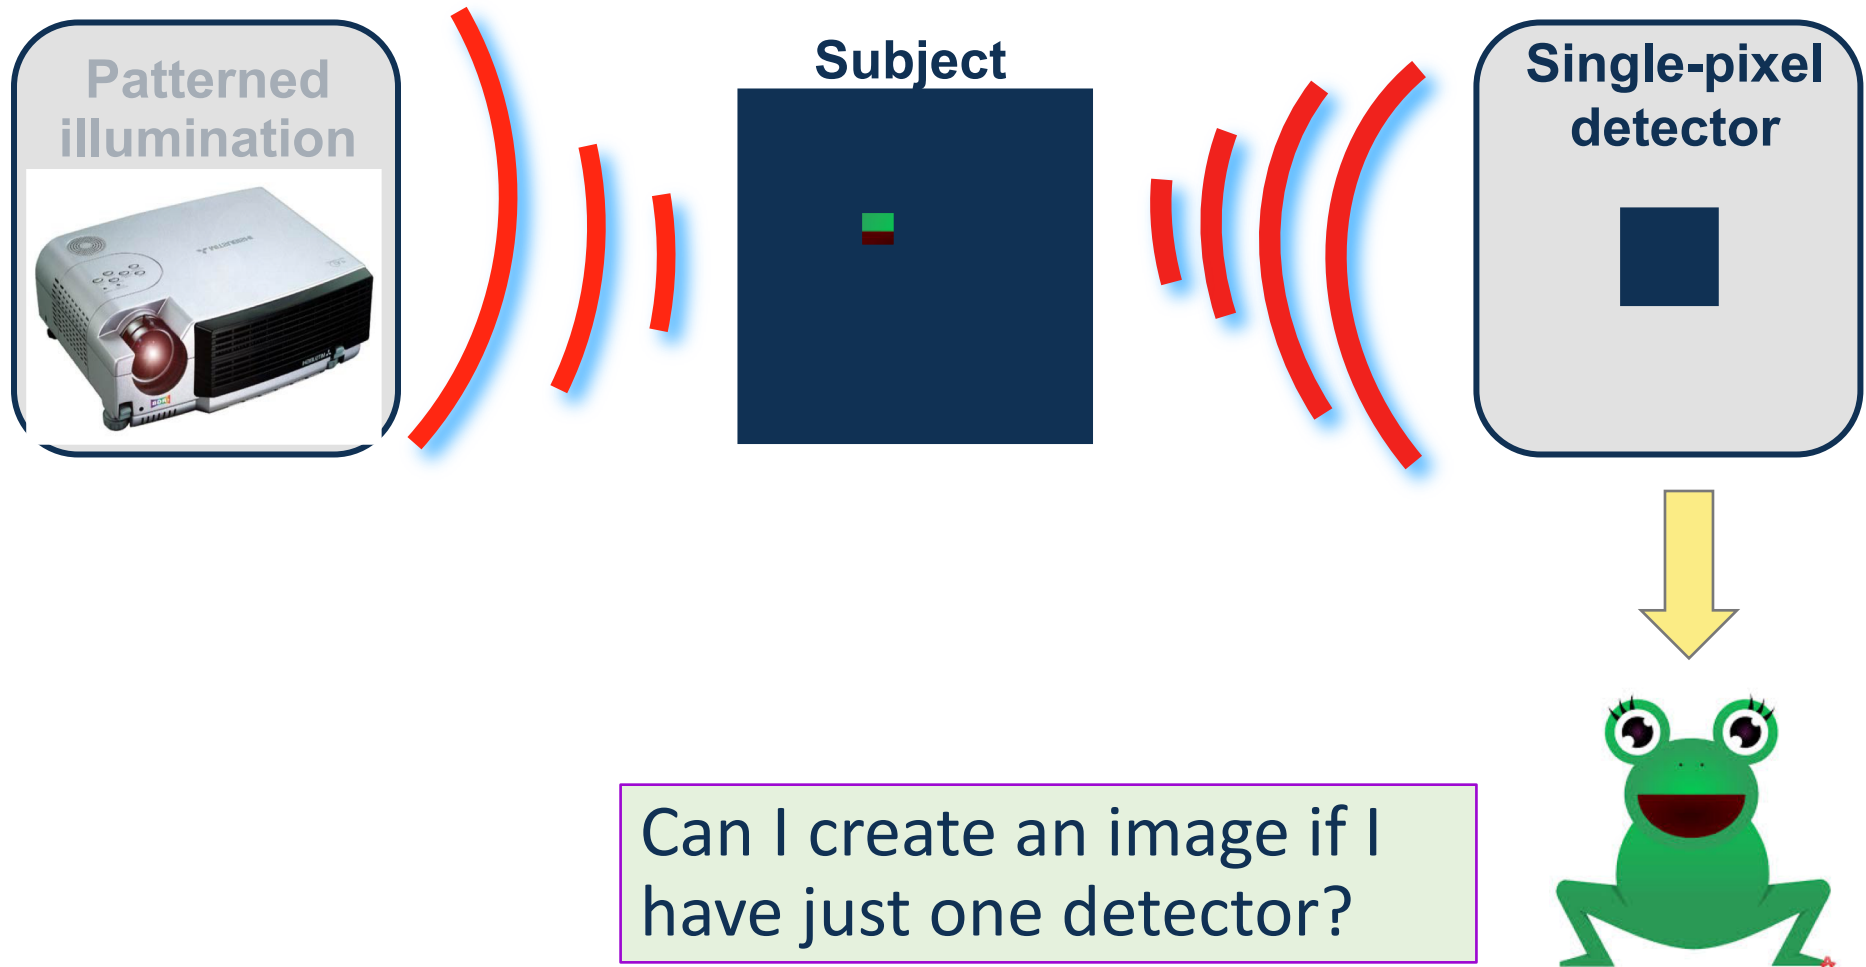 Patterned
illumination
Subject
Single-pixel
detector
Can I create an image if I
have just one detector?